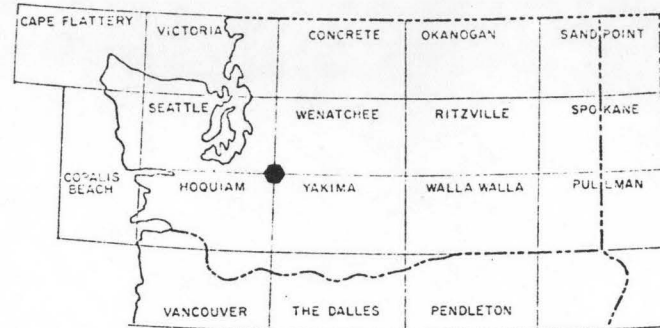 CAPE FLATTERY
VICTORIA
CONCRETE
OKANOGAN
SAND POINT
SEATTLE
WENATCHEE
RITZVILLE
SPOKANE
COPALIS
BEACH
HOQUIAM
YAKIMA
WALLA WALLA
PULLMAN
VANCOUVER
THE DALLES
PENDLETON